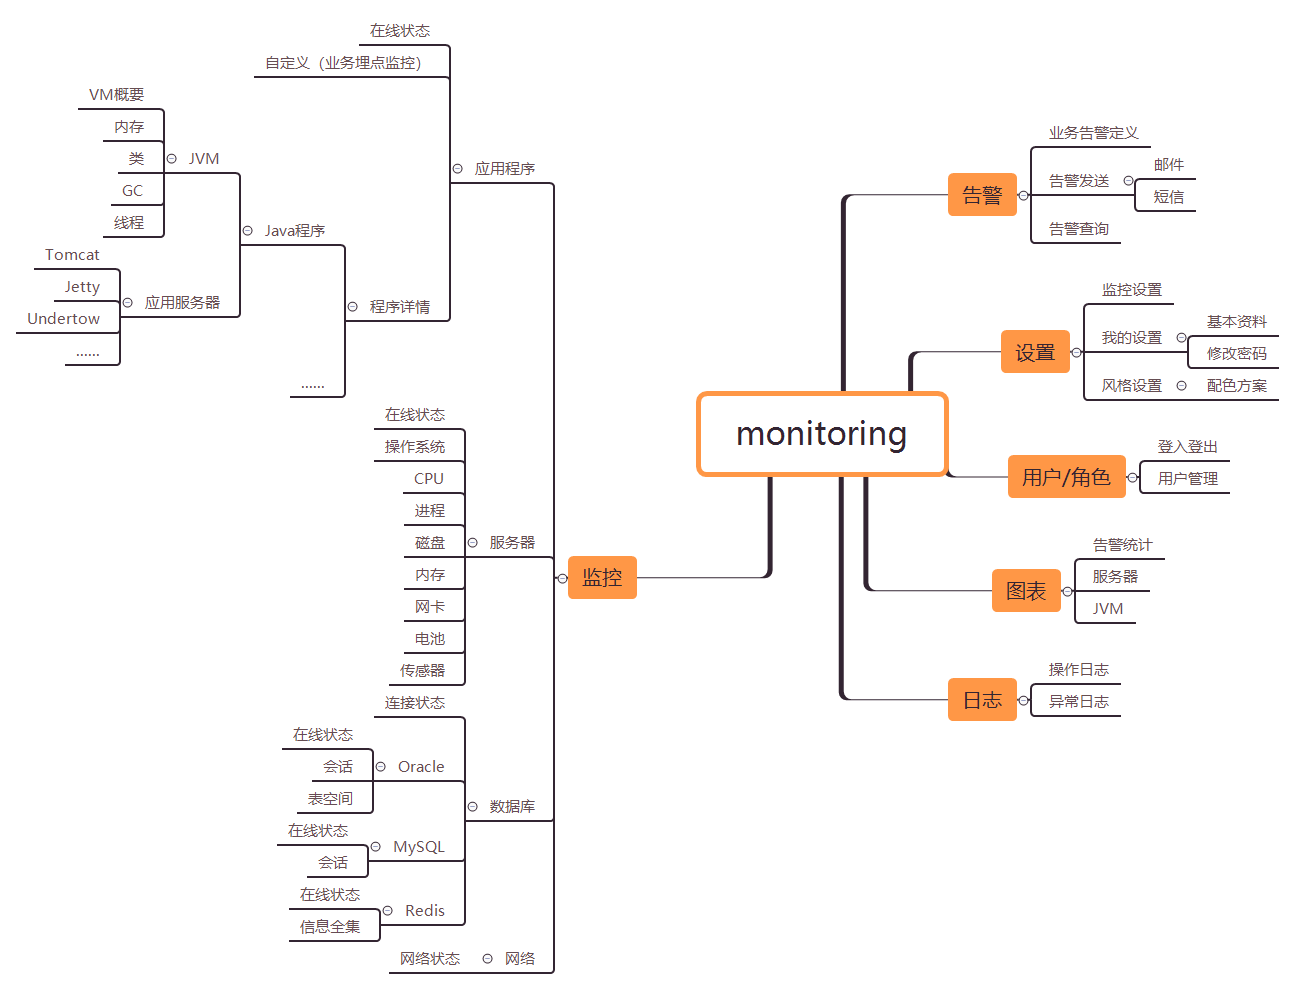 monitoring
告警
业务告警定义
告警发送
邮件
短信
告警查询
设置
监控设置
我的设置
基本资料
修改密码
风格设置
配色方案
用户/角色
登入登出
用户管理
图表
告警统计
服务器
JVM
日志
操作日志
异常日志
监控
应用程序
在线状态
自定义（业务埋点监控）
程序详情
Java程序
JVM
VM概要
内存
类
GC
线程
应用服务器
Tomcat
Jetty
Undertow
......
......
服务器
在线状态
操作系统
CPU
进程
磁盘
内存
网卡
电池
传感器
数据库
连接状态
Oracle
在线状态
会话
表空间
MySQL
在线状态
会话
Redis
在线状态
信息全集
网络
网络状态